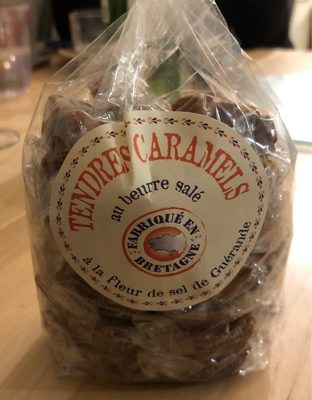 TENDRES CARAMELS
au beurre salé
FABRIQUÉ EN
BRETAGNE
à la fleur de sel de Guérande